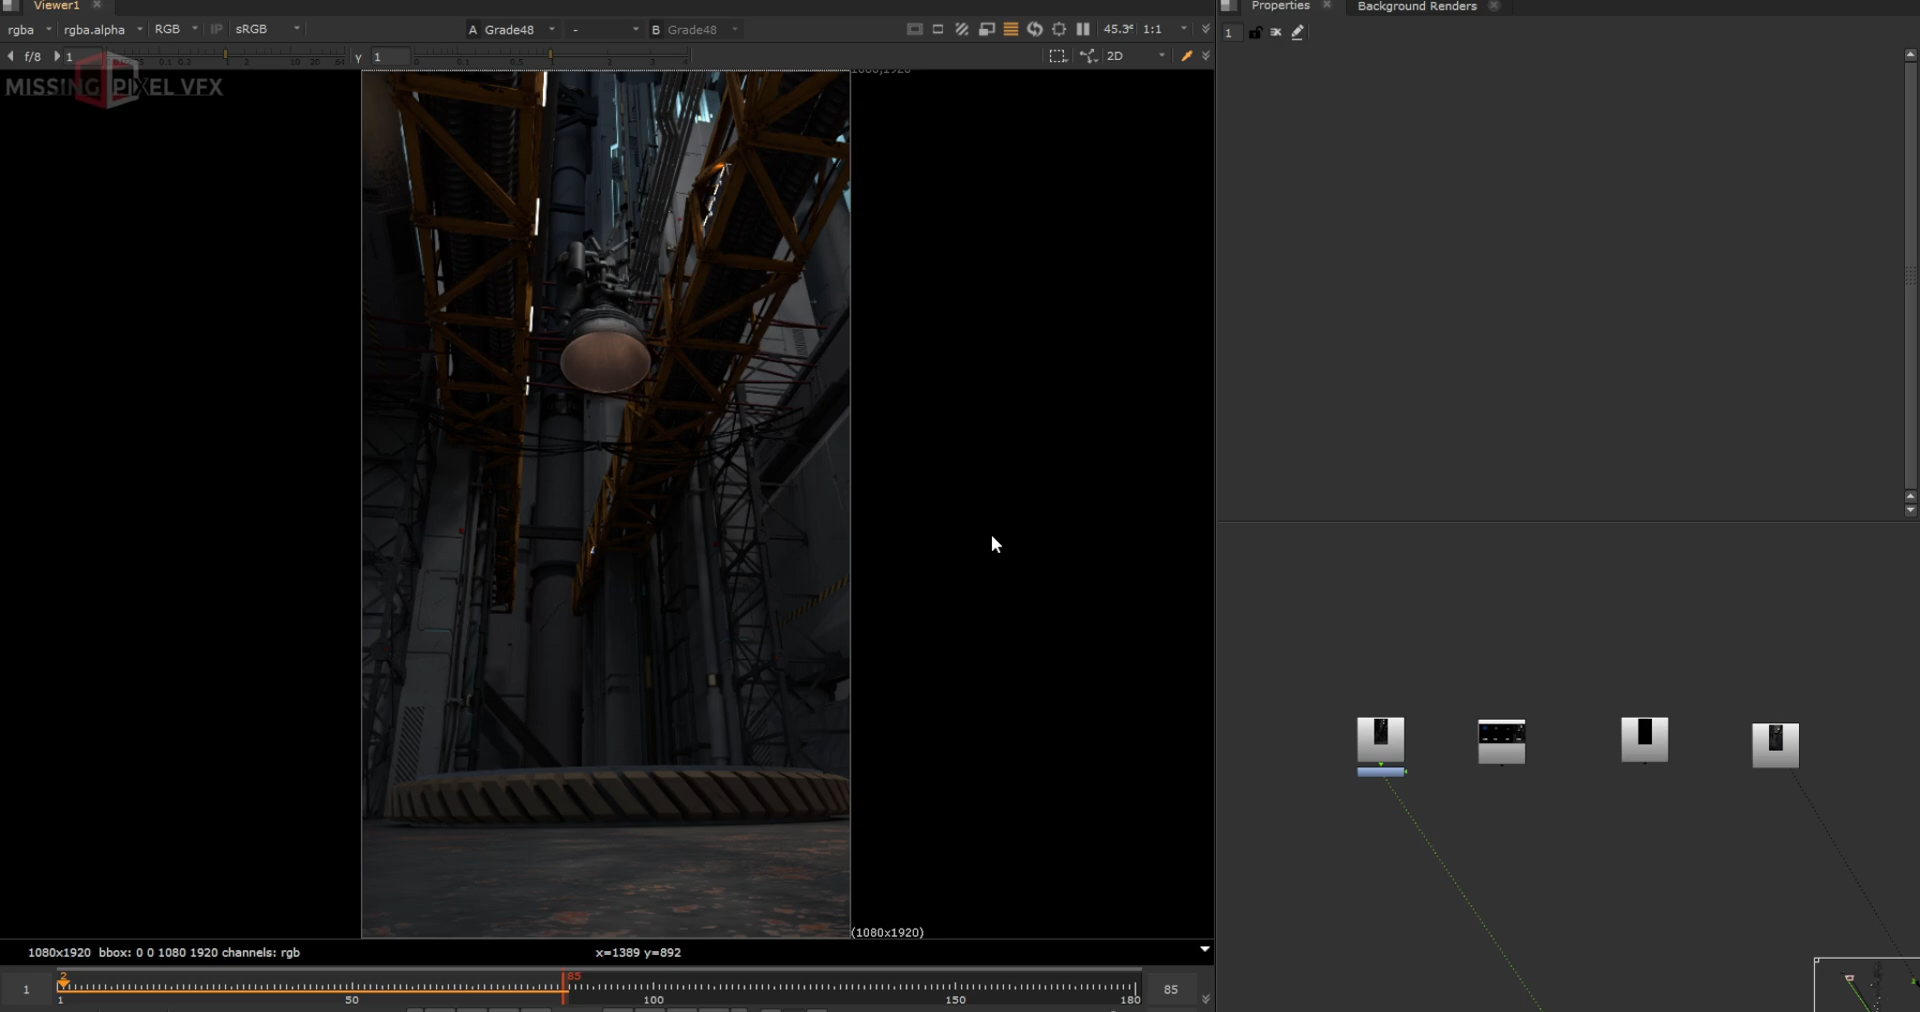 Viewer1
Properties
Background Renders
rgba
rgba.alpha
RGB
IP
sRGB
A Grade48
-
B Grade48
45.3
1:1
1
f/8
1
γ 1
2D
MISSING PIXEL VFX
(1080x1920)
1080x1920 bbox: 0 0 1080 1920 channels: rgb
x=1389 y=892
2
85
1
1
50
100
150
180
85